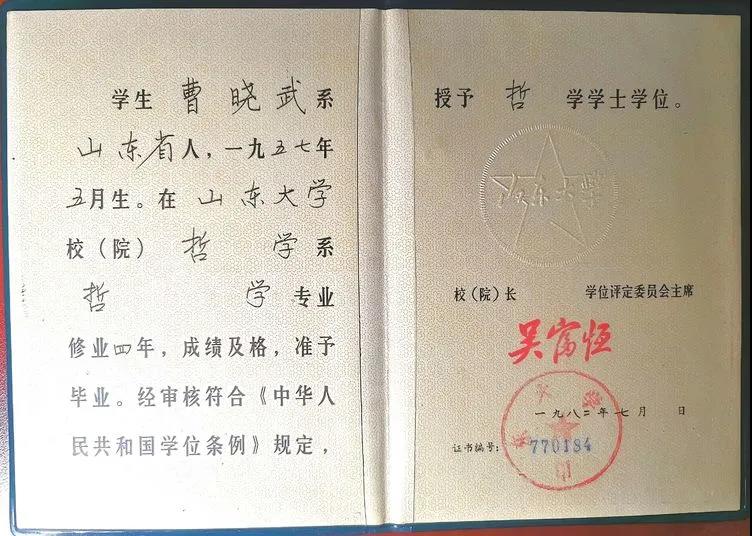 学生 曹晓武 系
山东省人，一九五七年
五月生。在 山东大学
校（院） 哲 学系
哲 学 专业
修业四年，成绩及格，准予
毕业。经审核符合《中华人
民共和国学位条例》规定，
授予 哲 学学士学位。
山东大学
校（院）长 学位评定委员会主席
吴富恒
一九八二年七月 日
证书编号：770184